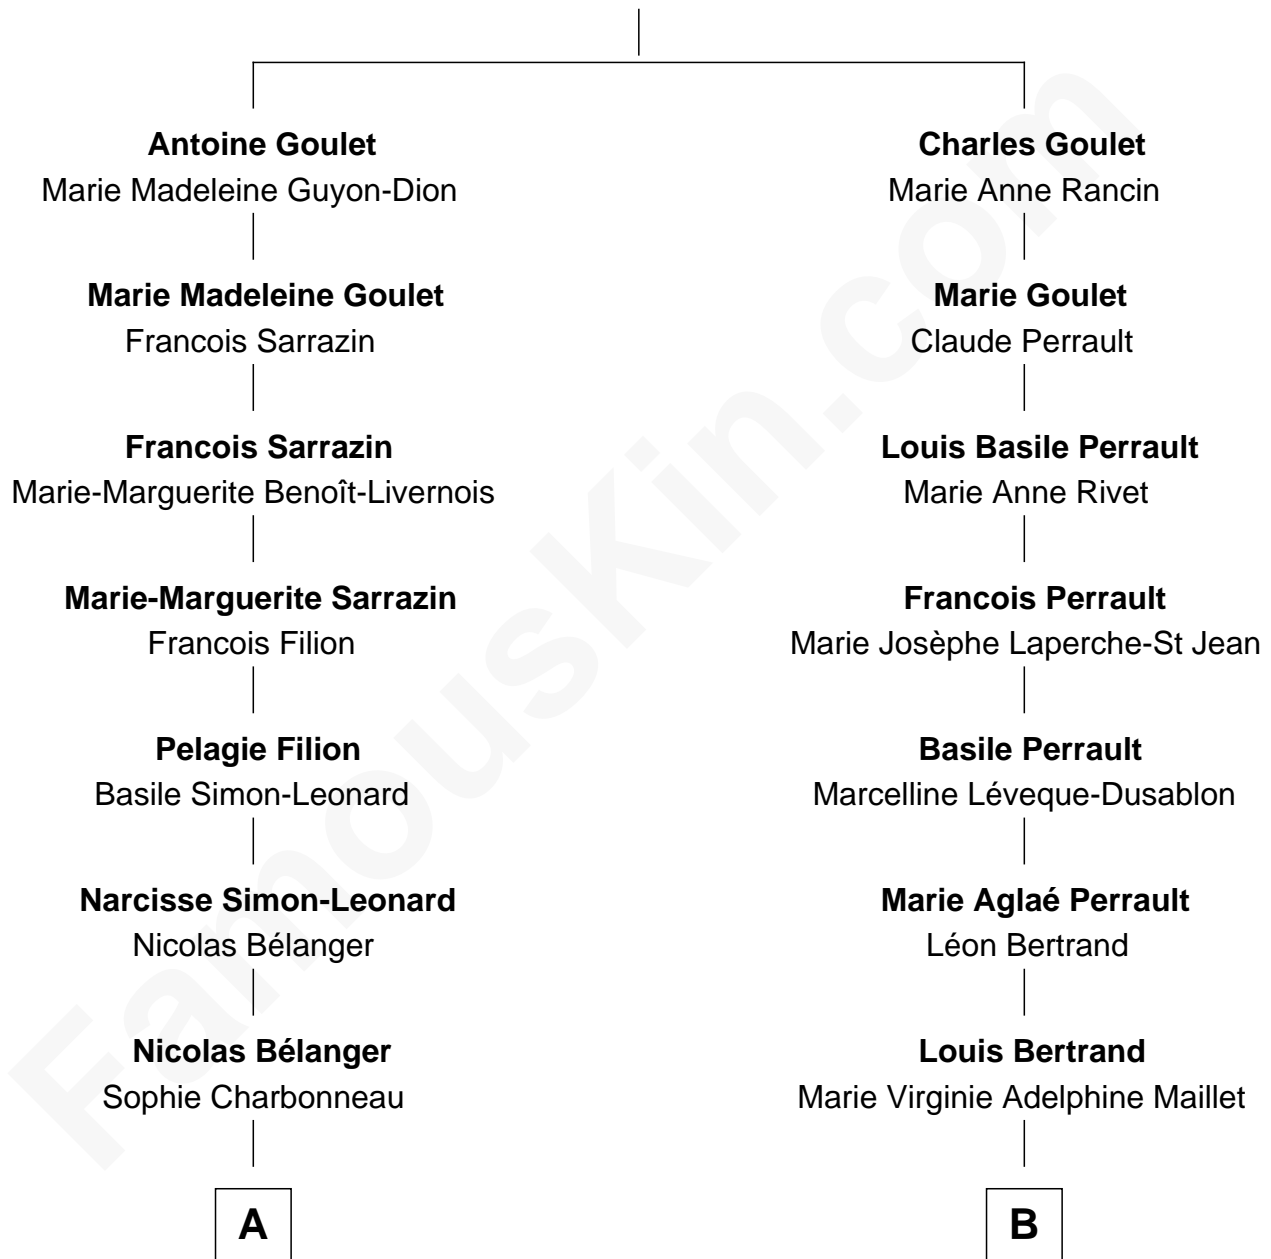 Antoine Goulet
Marie Madeleine Guyon-Dion
Marie Madeleine Goulet
Francois Sarrazin
Francois Sarrazin
Marie-Marguerite Benoît-Livernois
Marie-Marguerite Sarrazin
Francois Filion
Pelagie Filion
Basile Simon-Leonard
Narcisse Simon-Leonard
Nicolas Bélanger
Nicolas Bélanger
Sophie Charbonneau
A
Charles Goulet
Marie Anne Rancin
Marie Goulet
Claude Perrault
Louis Basile Perrault
Marie Anne Rivet
Francois Perrault
Marie Josèphe Laperche-St Jean
Basile Perrault
Marcelline Léveque-Dusablon
Marie Aglaé Perrault
Léon Bertrand
Louis Bertrand
Marie Virginie Adelphine Maillet
B
FamousKin.com